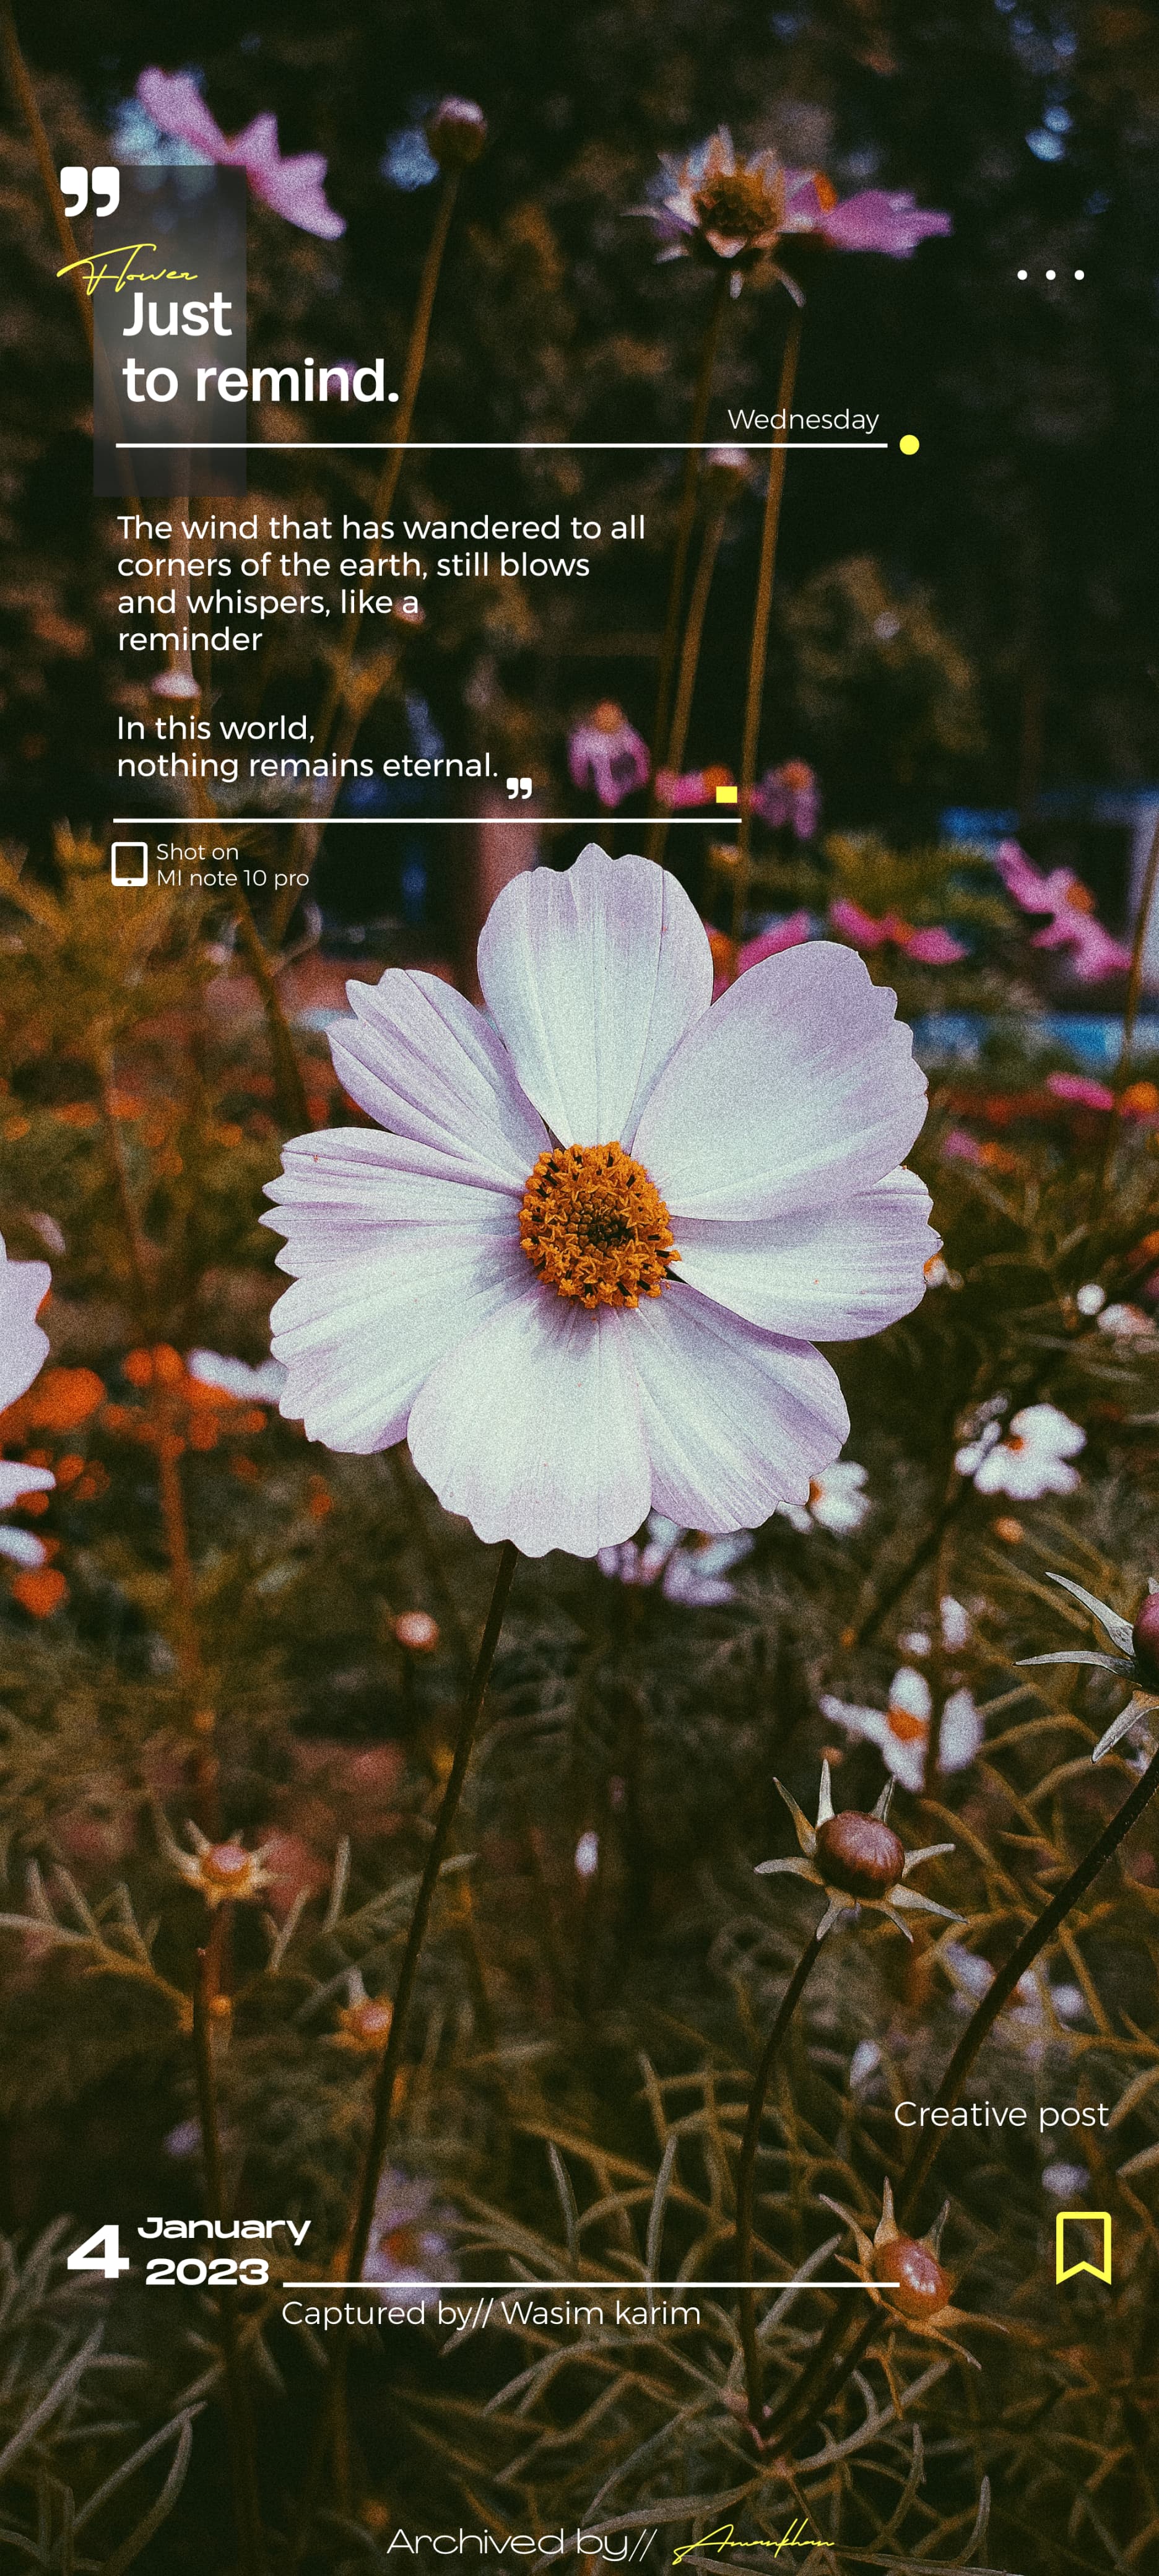 Flower
Just
to remind.
Wednesday
The wind that has wandered to all
corners of the earth, still blows
and whispers, like a
reminder
In this world,
nothing remains eternal.
Shot on
MI note 10 pro
Creative post
4 January
2023
Captured by// Wasim karim
Archived by// Amankhan